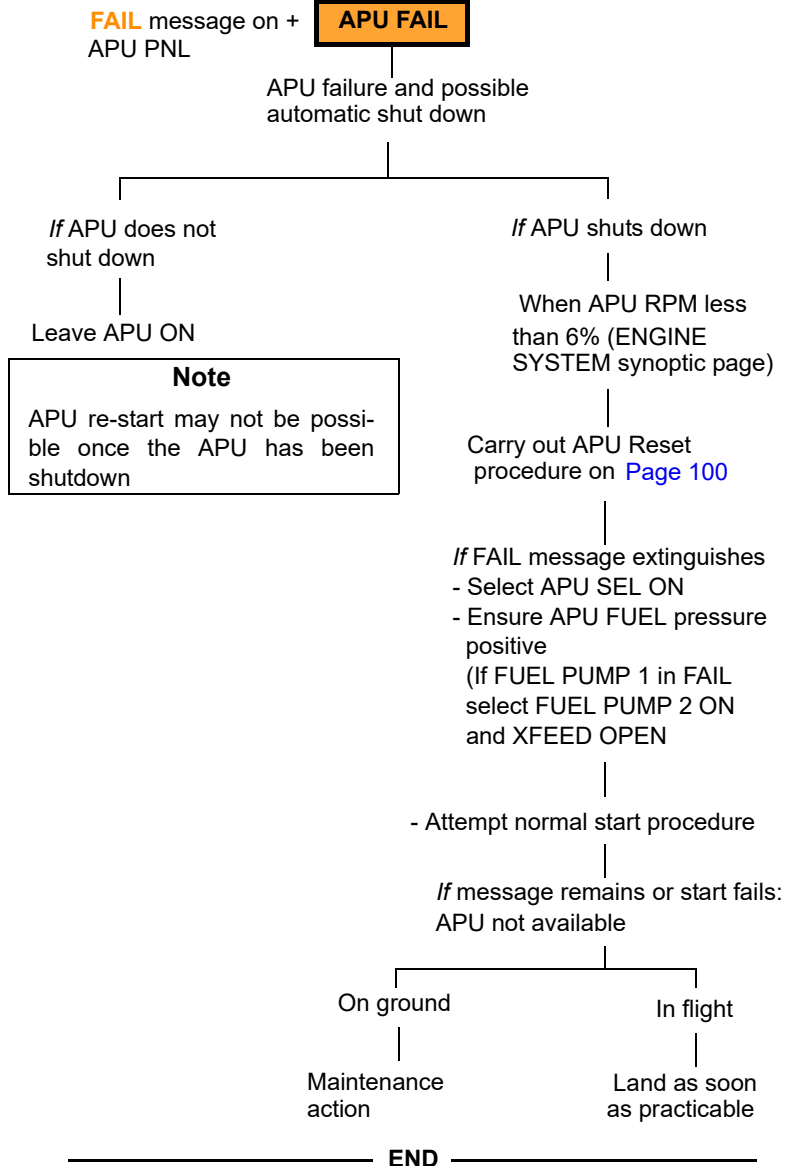 FAIL message on +
APU PNL
APU FAIL
APU failure and possible
automatic shut down
If APU does not
shut down
Leave APU ON
Note
APU re-start may not be possi-
ble once the APU has been
shutdown
If APU shuts down
When APU RPM less
than 6% (ENGINE
SYSTEM synoptic page)
Carry out APU Reset
procedure on Page 100
If FAIL message extinguishes
- Select APU SEL ON
- Ensure APU FUEL pressure
positive
(If FUEL PUMP 1 in FAIL
select FUEL PUMP 2 ON
and XFEED OPEN
- Attempt normal start procedure
If message remains or start fails:
APU not available
On ground
Maintenance
action
In flight
Land as soon
as practicable
END